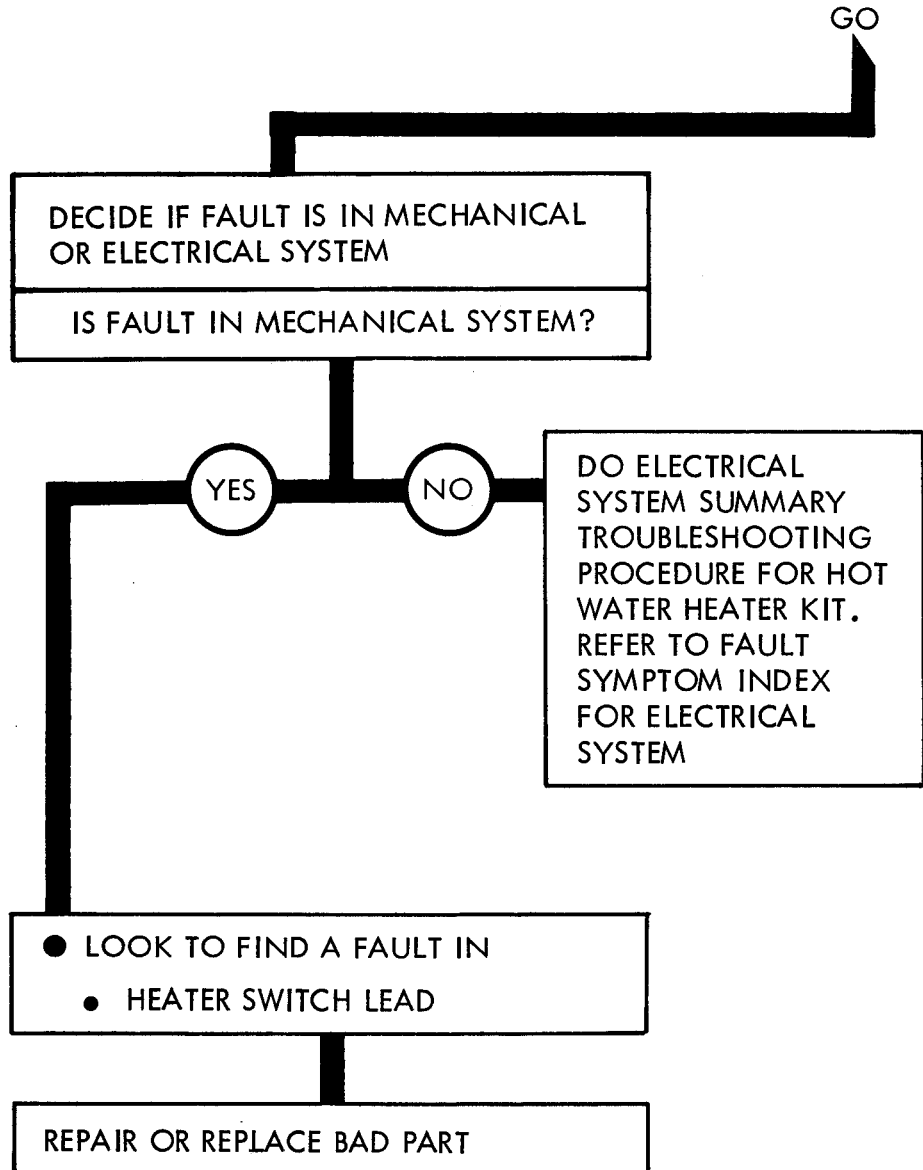 GO
DECIDE IF FAULT IS IN MECHANICAL
OR ELECTRICAL SYSTEM
IS FAULT IN MECHANICAL SYSTEM?
YES
NO
DO ELECTRICAL
SYSTEM SUMMARY
TROUBLESHOOTING
PROCEDURE FOR HOT
WATER HEATER KIT.
REFER TO FAULT
SYMPTOM INDEX
FOR ELECTRICAL
SYSTEM
● LOOK TO FIND A FAULT IN
● HEATER SWITCH LEAD
REPAIR OR REPLACE BAD PART